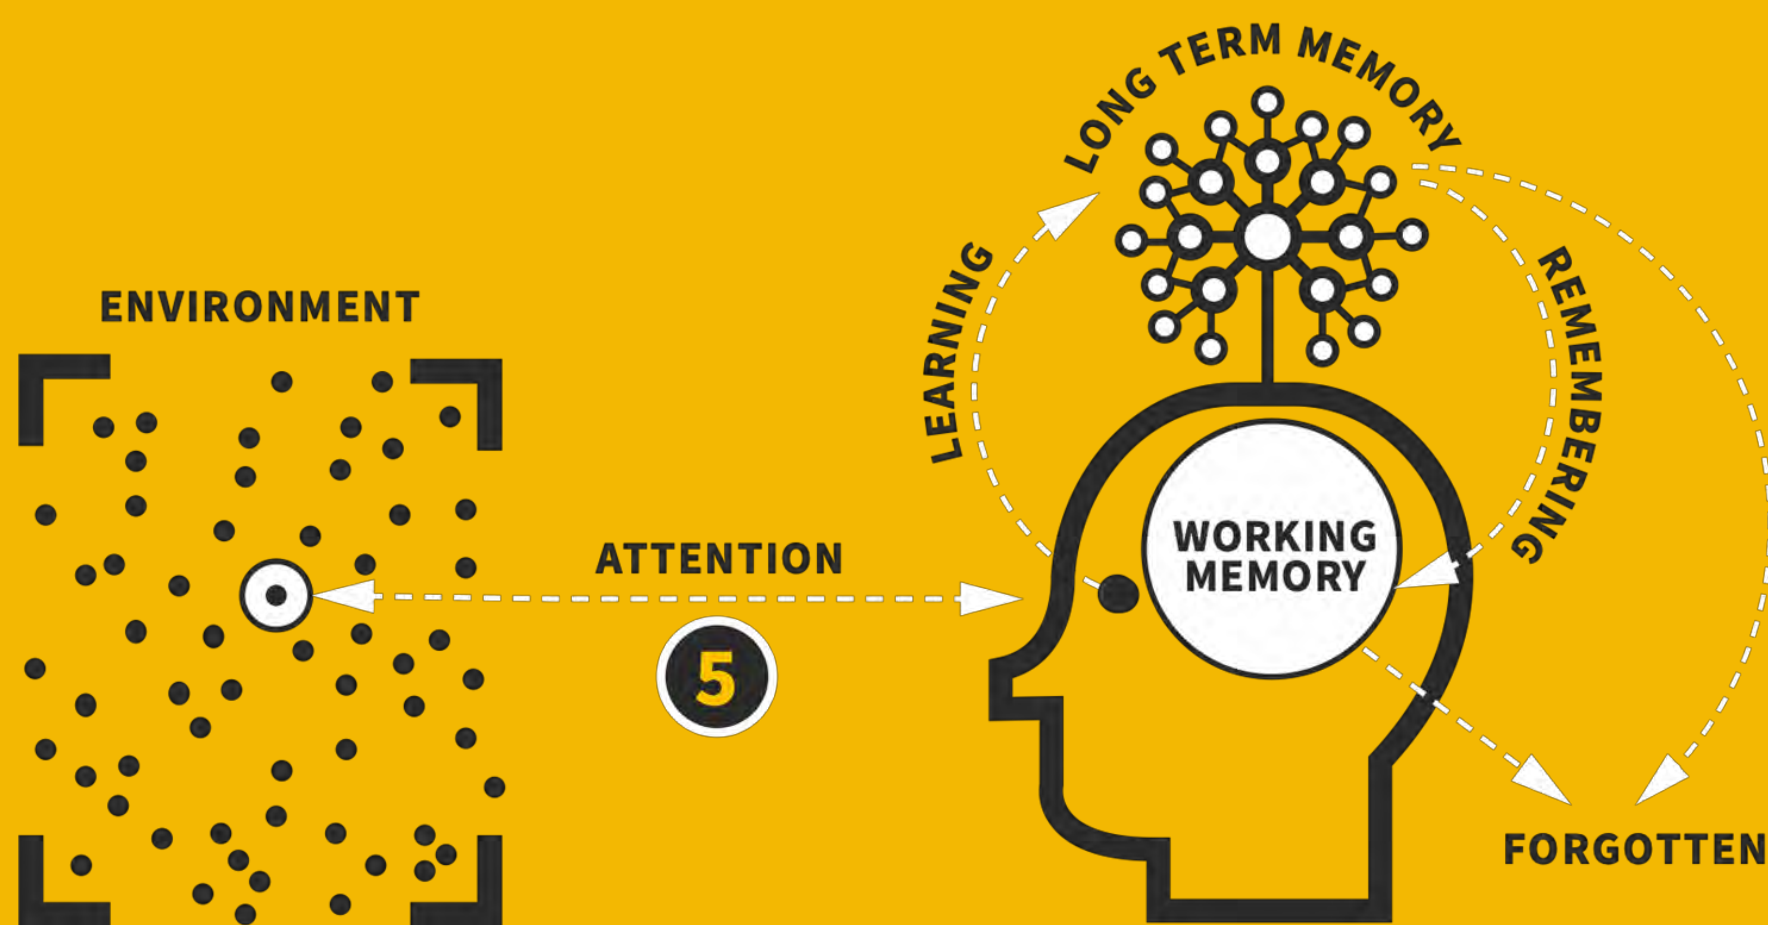 LONG TERM MEMORY
ENVIRONMENT
LEARNING
REMEMBERING
ATTENTION
5
WORKING
MEMORY
FORGOTTEN